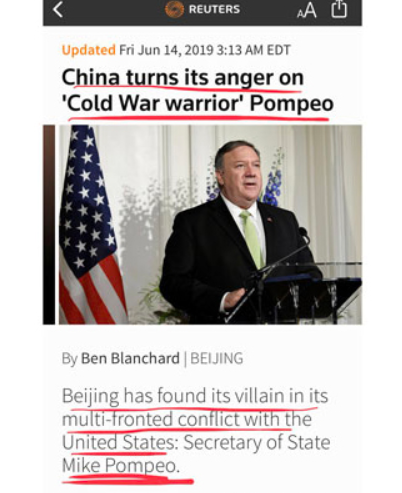 REUTERS
AA
Updated Fri Jun 14, 2019 3:13 AM EDT
China turns its anger on
'Cold War warrior' Pompeo
By Ben Blanchard | BEIJING
Beijing has found its villain in its
multi-fronted conflict with the
United States: Secretary of State
Mike Pompeo.